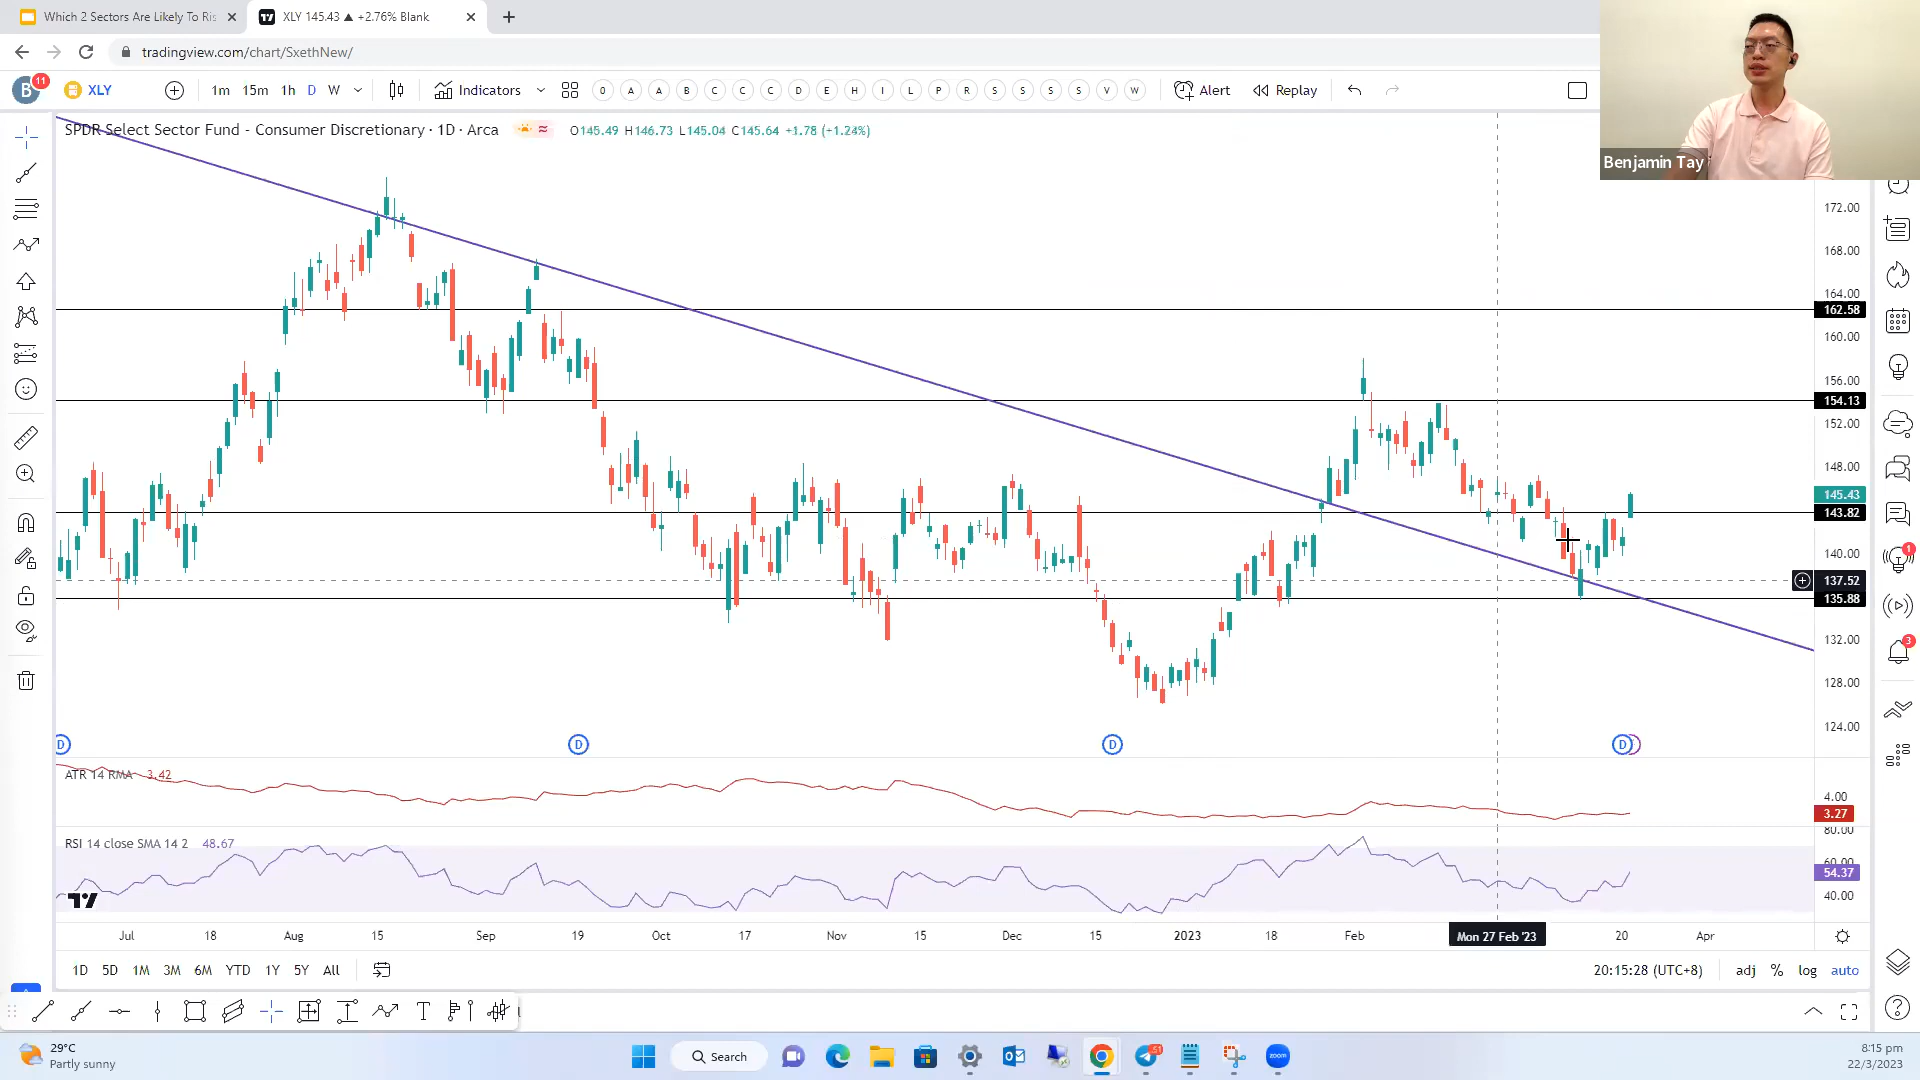 Which 2 Sectors Are Likely To Ris
XLY 145.43 ▲ +2.76% Blank
tradingview.com/chart/SxethNew/
B 11 XLY 1m 15m 1h D W Indicators 0 A A B C C C D E H I L P R S S S S V W Alert Replay
SPDR Select Sector Fund - Consumer Discretionary · 1D · Arca O145.49 H146.73 L145.04 C145.64 +1.78 (+1.24%)
Benjamin Tay
172.00
168.00
164.00
162.58
160.00
156.00
154.13
152.00
148.00
145.43
143.82
140.00
137.52
135.88
132.00
128.00
124.00
D D D D
ATR 14 RMA 3.42
4.00
3.27
80.00
RSI 14 close SMA 14 2 48.67
60.00
54.37
40.00
Jul 18 Aug 15 Sep 19 Oct 17 Nov 15 Dec 15 2023 18 Feb Mon 27 Feb '23 20 Apr
1D 5D 1M 3M 6M YTD 1Y 5Y All
20:15:28 (UTC+8) adj % log auto
1
3
T
29°C
Partly sunny
Search
51
zoom
8:15 pm
22/3/2023